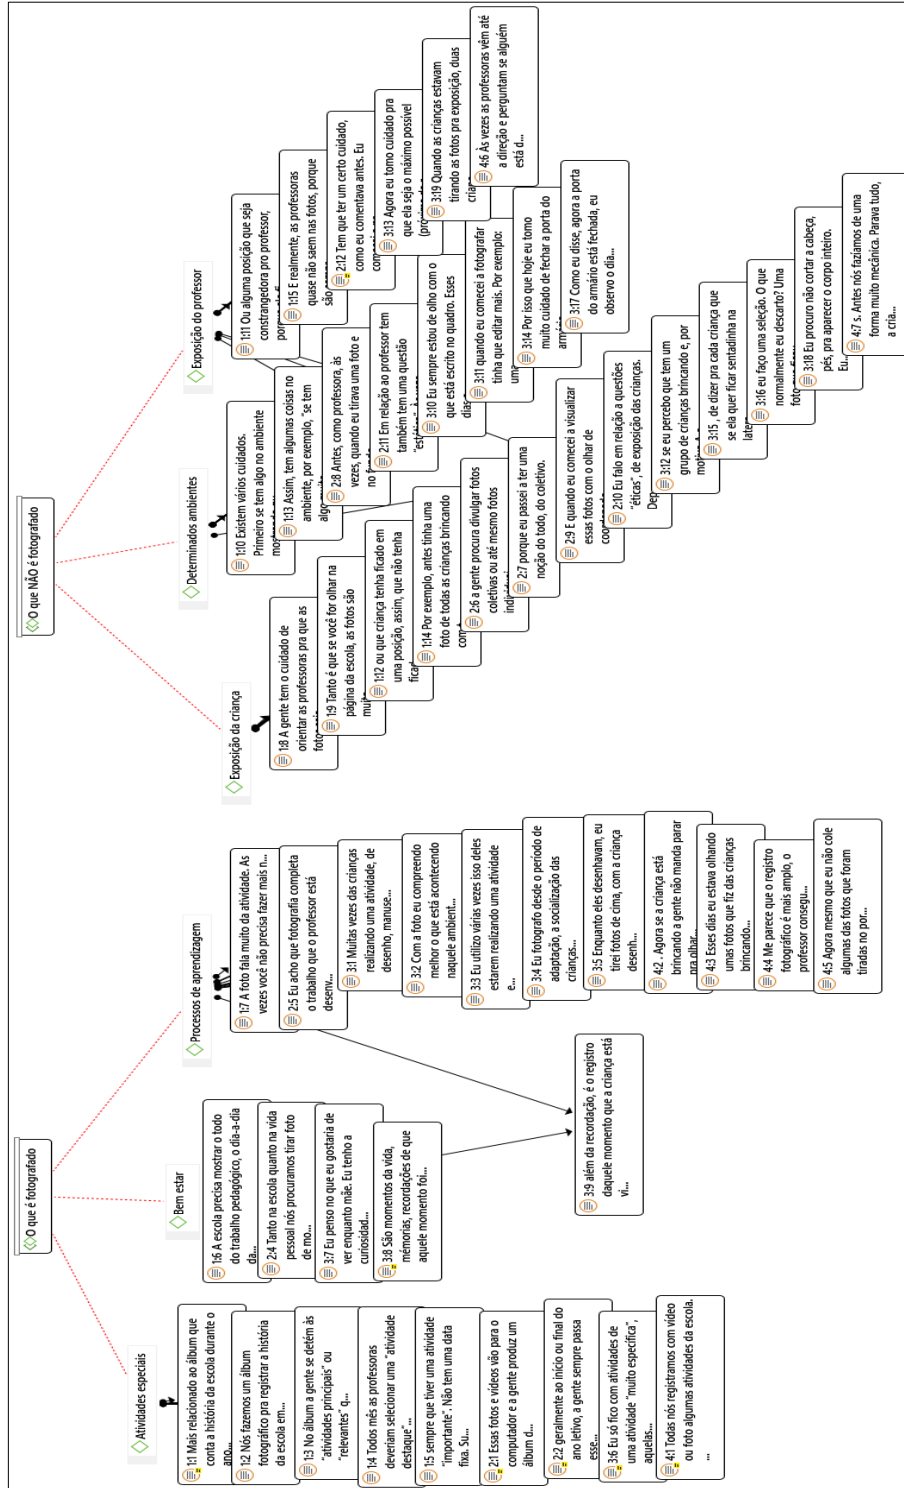 O que é fotografado
Atividades especiais
1:1 Mais relacionado ao álbum que
conta a história da escola durante o
ano...
1:2 Nós fazemos um álbum
fotográfico pra registrar a história
da escola em...
1:3 No álbum a gente se detém às
"atividades principais" ou
"relevantes" q...
1:4 Todos mês as professoras
deveriam selecionar uma "atividade
destaque"...
1:5 sempre que tiver uma atividade
"importante". Não tem uma data
fixa. Su...
2:1 Essas fotos e vídeos vão para o
computador e a gente produz um
álbum d...
2:2 geralmente ao início ou final do
ano letivo, a gente sempre passa
esse...
3:6 Eu só fico com atividades de
uma atividade "muito específica",
aquelas...
4:1 Todas nós registramos com vídeo
ou foto algumas atividades da escola.
...
Bem estar
1:6 A escola precisa mostrar o todo
do trabalho pedagógico, o dia-a-dia
da...
2:4 Tanto na escola quanto na vida
pessoal nós procuramos tirar foto
de mo...
3:7 Eu penso no que eu gostaria de
ver enquanto mãe. Eu tenho a
curiosidad...
3:8 São momentos da vida,
mémorias, recordações de que
aquele momento foi...
Processos de aprendizagem
1:7 A foto fala muito da atividade. As
vezes você não precisa fazer mais n...
2:5 Eu acho que fotografia completa
o trabalho que o professor está
desenv...
3:1 Muitas vezes das crianças
realizando uma atividade, de
desenho, manuse...
3:2 Com a foto eu compreendo
melhor o que está acontecendo
naquele ambient...
3:3 Eu utilizo várias vezes isso deles
estarem realizando uma atividade
e...
3:4 Eu fotografo desde o período de
adaptação, a socialização das
crianças...
3:5 Enquanto eles desenhavam, eu
tirei fotos de cima, com a criança
desenh...
4:2 . Agora se a criança está
brincando a gente não manda parar
pra olhar...
4:3 Esses dias eu estava olhando
umas fotos que fiz das crianças
brincando...
4:4 Me parece que o registro
fotográfico é mais amplo, o
professor consegu...
4:5 Agora mesmo que eu não cole
algumas das fotos que foram
tiradas no por...
3:9 além da recordação, é o registro
daquele momento que a criança está
vi...
O que NÃO é fotografado
Exposição da criança
1:8 A gente tem o cuidado de
orientar as professoras pra que as
1:9 Tanto é que se você for olhar na
página da escola, as fotos são
1:12 ou que criança tenha ficado em
uma posição, assim, que não tenha
1:14 Por exemplo, antes tinha uma
foto de todas as crianças brincando
2:6 a gente procura divulgar fotos
coletivas ou até mesmo fotos
2:7 porque eu passei a ter uma
noção do todo, do coletivo.
2:9 E quando eu comecei a visualizar
essas fotos com o olhar de
2:10 Eu falo em relação a questões
"éticas", de exposição das crianças.
Dep
3:12 se eu percebo que tem um
grupo de crianças brincando e, por
3:15 , de dizer pra cada criança que
se ela quer ficar sentadinha na
3:16 eu faço uma seleção. O que
normalmente eu descarto? Uma
3:18 Eu procuro não cortar a cabeça,
pés, pra aparecer o corpo inteiro.
Eu...
4:7 s. Antes nós fazíamos de uma
forma muito mecânica. Parava tudo,
a cria...
Determinados ambientes
1:10 Existem vários cuidados.
Primeiro se tem algo no ambiente
1:13 Assim, tem algumas coisas no
ambiente, por exemplo, "se tem
2:8 Antes, como professora, às
vezes, quando eu tirava uma foto e
2:11 Em relação ao professor tem
também tem uma questão
3:10 Eu sempre estou de olho com o
que está escrito no quadro. Esses
dias
3:11 quando eu comecei a fotografar
tinha que editar mais. Por exemplo:
uma
3:14 Por isso que hoje eu tomo
muito cuidado de fechar a porta do
3:17 Como eu disse, agora a porta
do armário está fechada, eu
observo o dia...
Exposição do professor
1:11 Ou alguma posição que seja
constrangedora pro professor,
1:15 E realmente, as professoras
quase não saem nas fotos, porque
são
2:12 Tem que ter um certo cuidado,
como eu comentava antes. Eu
3:13 Agora eu tomo cuidado pra
que ela seja o máximo possível
3:19 Quando as crianças estavam
tirando as fotos pra exposição, duas
4:6 Às vezes as professoras vêm até
a direção e perguntam se alguém
está d...